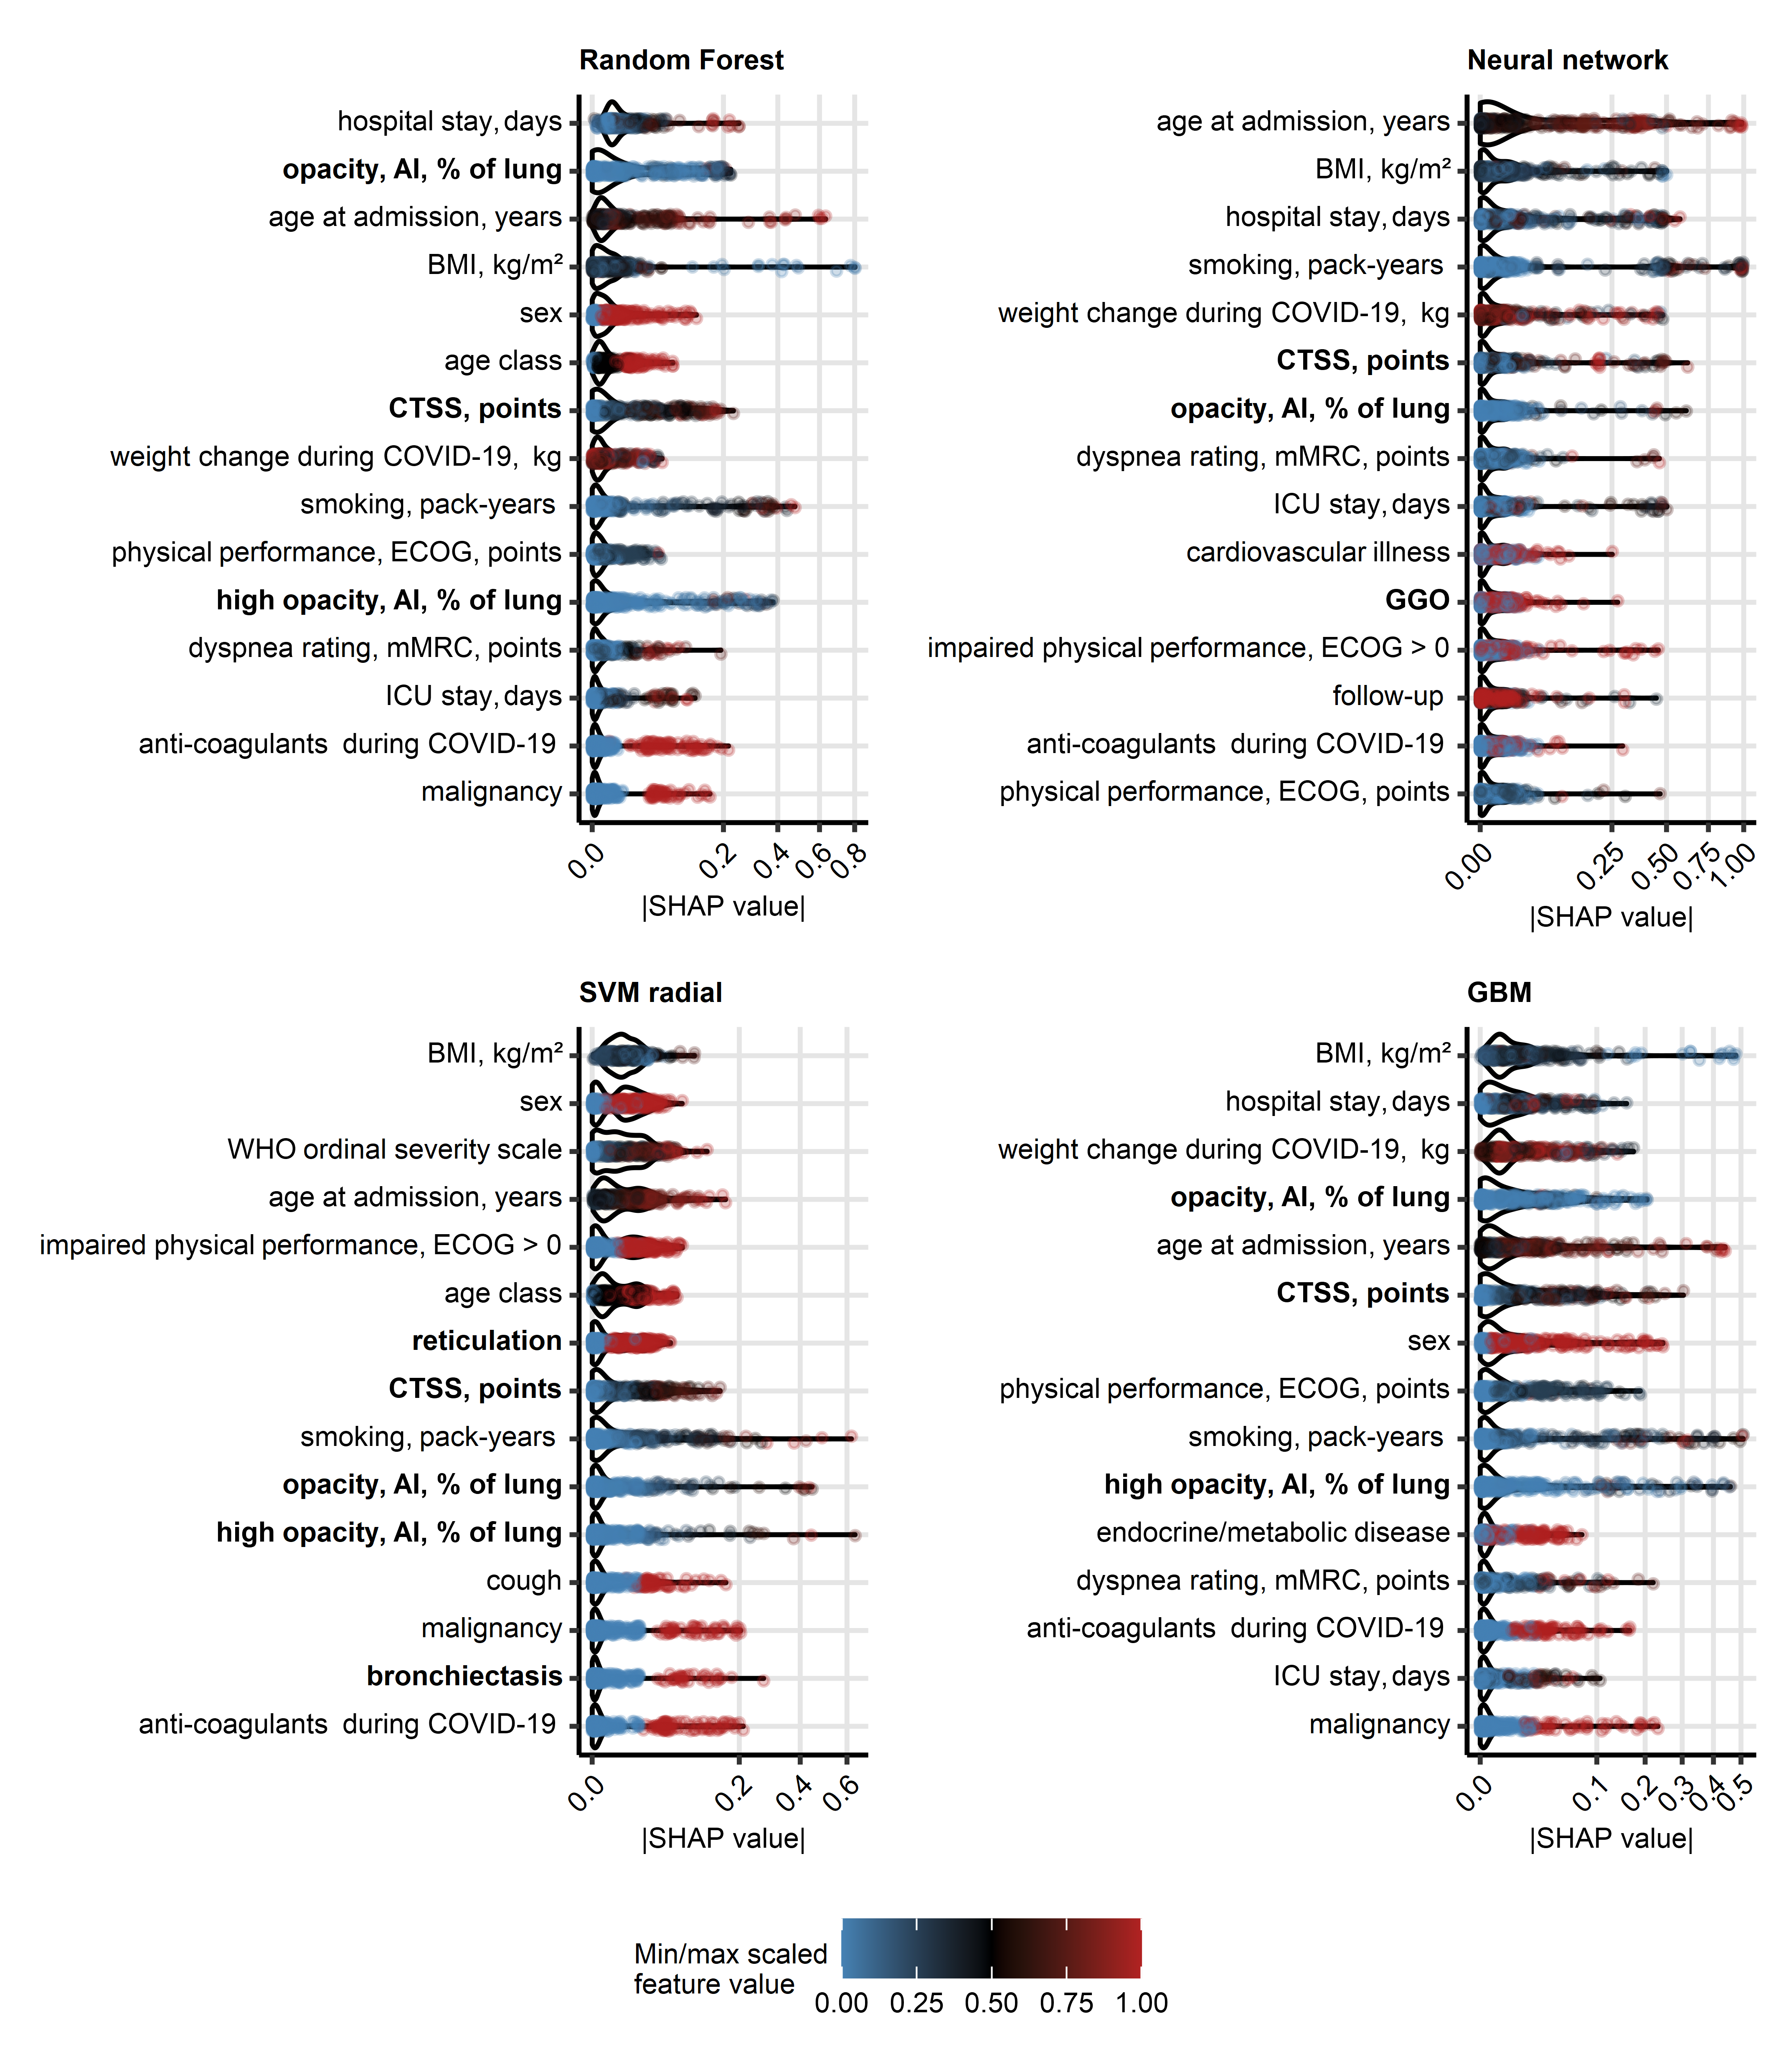 Random Forest
hospital stay, days
opacity, AI, % of lung
age at admission, years
BMI, kg/m²
sex
age class
CTSS, points
weight change during COVID-19, kg
smoking, pack-years
physical performance, ECOG, points
high opacity, AI, % of lung
dyspnea rating, mMRC, points
ICU stay, days
anti-coagulants during COVID-19
malignancy
0.0 0.2 0.4 0.6 0.8
|SHAP value|
Neural network
age at admission, years
BMI, kg/m²
hospital stay, days
smoking, pack-years
weight change during COVID-19, kg
CTSS, points
opacity, AI, % of lung
dyspnea rating, mMRC, points
ICU stay, days
cardiovascular illness
GGO
impaired physical performance, ECOG > 0
follow-up
anti-coagulants during COVID-19
physical performance, ECOG, points
0.00 0.25 0.50 0.75 1.00
|SHAP value|
SVM radial
BMI, kg/m²
sex
WHO ordinal severity scale
age at admission, years
impaired physical performance, ECOG > 0
age class
reticulation
CTSS, points
smoking, pack-years
opacity, AI, % of lung
high opacity, AI, % of lung
cough
malignancy
bronchiectasis
anti-coagulants during COVID-19
0.0 0.2 0.4 0.6
|SHAP value|
GBM
BMI, kg/m²
hospital stay, days
weight change during COVID-19, kg
opacity, AI, % of lung
age at admission, years
CTSS, points
sex
physical performance, ECOG, points
smoking, pack-years
high opacity, AI, % of lung
endocrine/metabolic disease
dyspnea rating, mMRC, points
anti-coagulants during COVID-19
ICU stay, days
malignancy
0.0 0.1 0.2 0.3 0.4 0.5
|SHAP value|
Min/max scaled
feature value
0.00 0.25 0.50 0.75 1.00